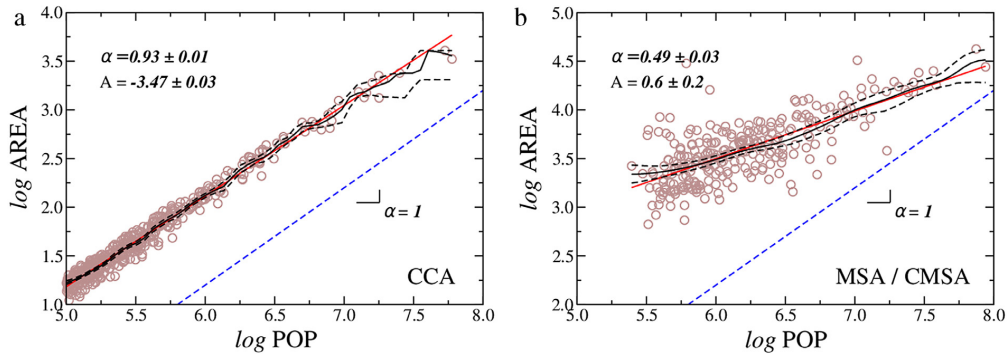 a
α = 0.93 ± 0.01
A = -3.47 ± 0.03
4.0
3.5
3.0
2.5
2.0
1.5
1.0
log AREA
α = 1
CCA
5.0 5.5 6.0 6.5 7.0 7.5 8.0
log POP
b
α = 0.49 ± 0.03
A = 0.6 ± 0.2
5.0
4.5
4.0
3.5
3.0
2.5
2.0
log AREA
α = 1
MSA / CMSA
5.0 5.5 6.0 6.5 7.0 7.5 8.0
log POP